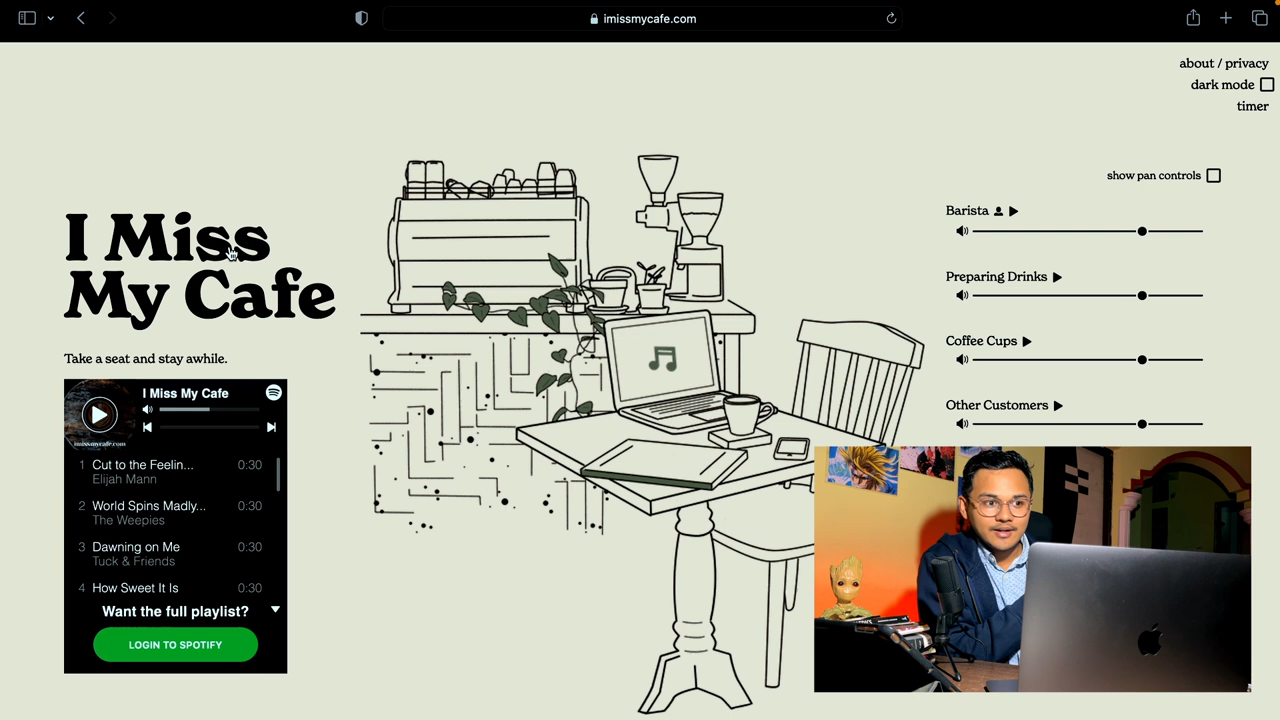 imissmycafe.com
about / privacy
dark mode
timer
show pan controls
I Miss
My Cafe
Take a seat and stay awhile.
I Miss My Cafe
imissmycafe.com
1 Cut to the Feelin... 0:30
Elijah Mann
2 World Spins Madly... 0:30
The Weepies
3 Dawning on Me 0:30
Tuck & Friends
4 How Sweet It Is 0:30
Want the full playlist?
LOGIN TO SPOTIFY
Barista
Preparing Drinks
Coffee Cups
Other Customers